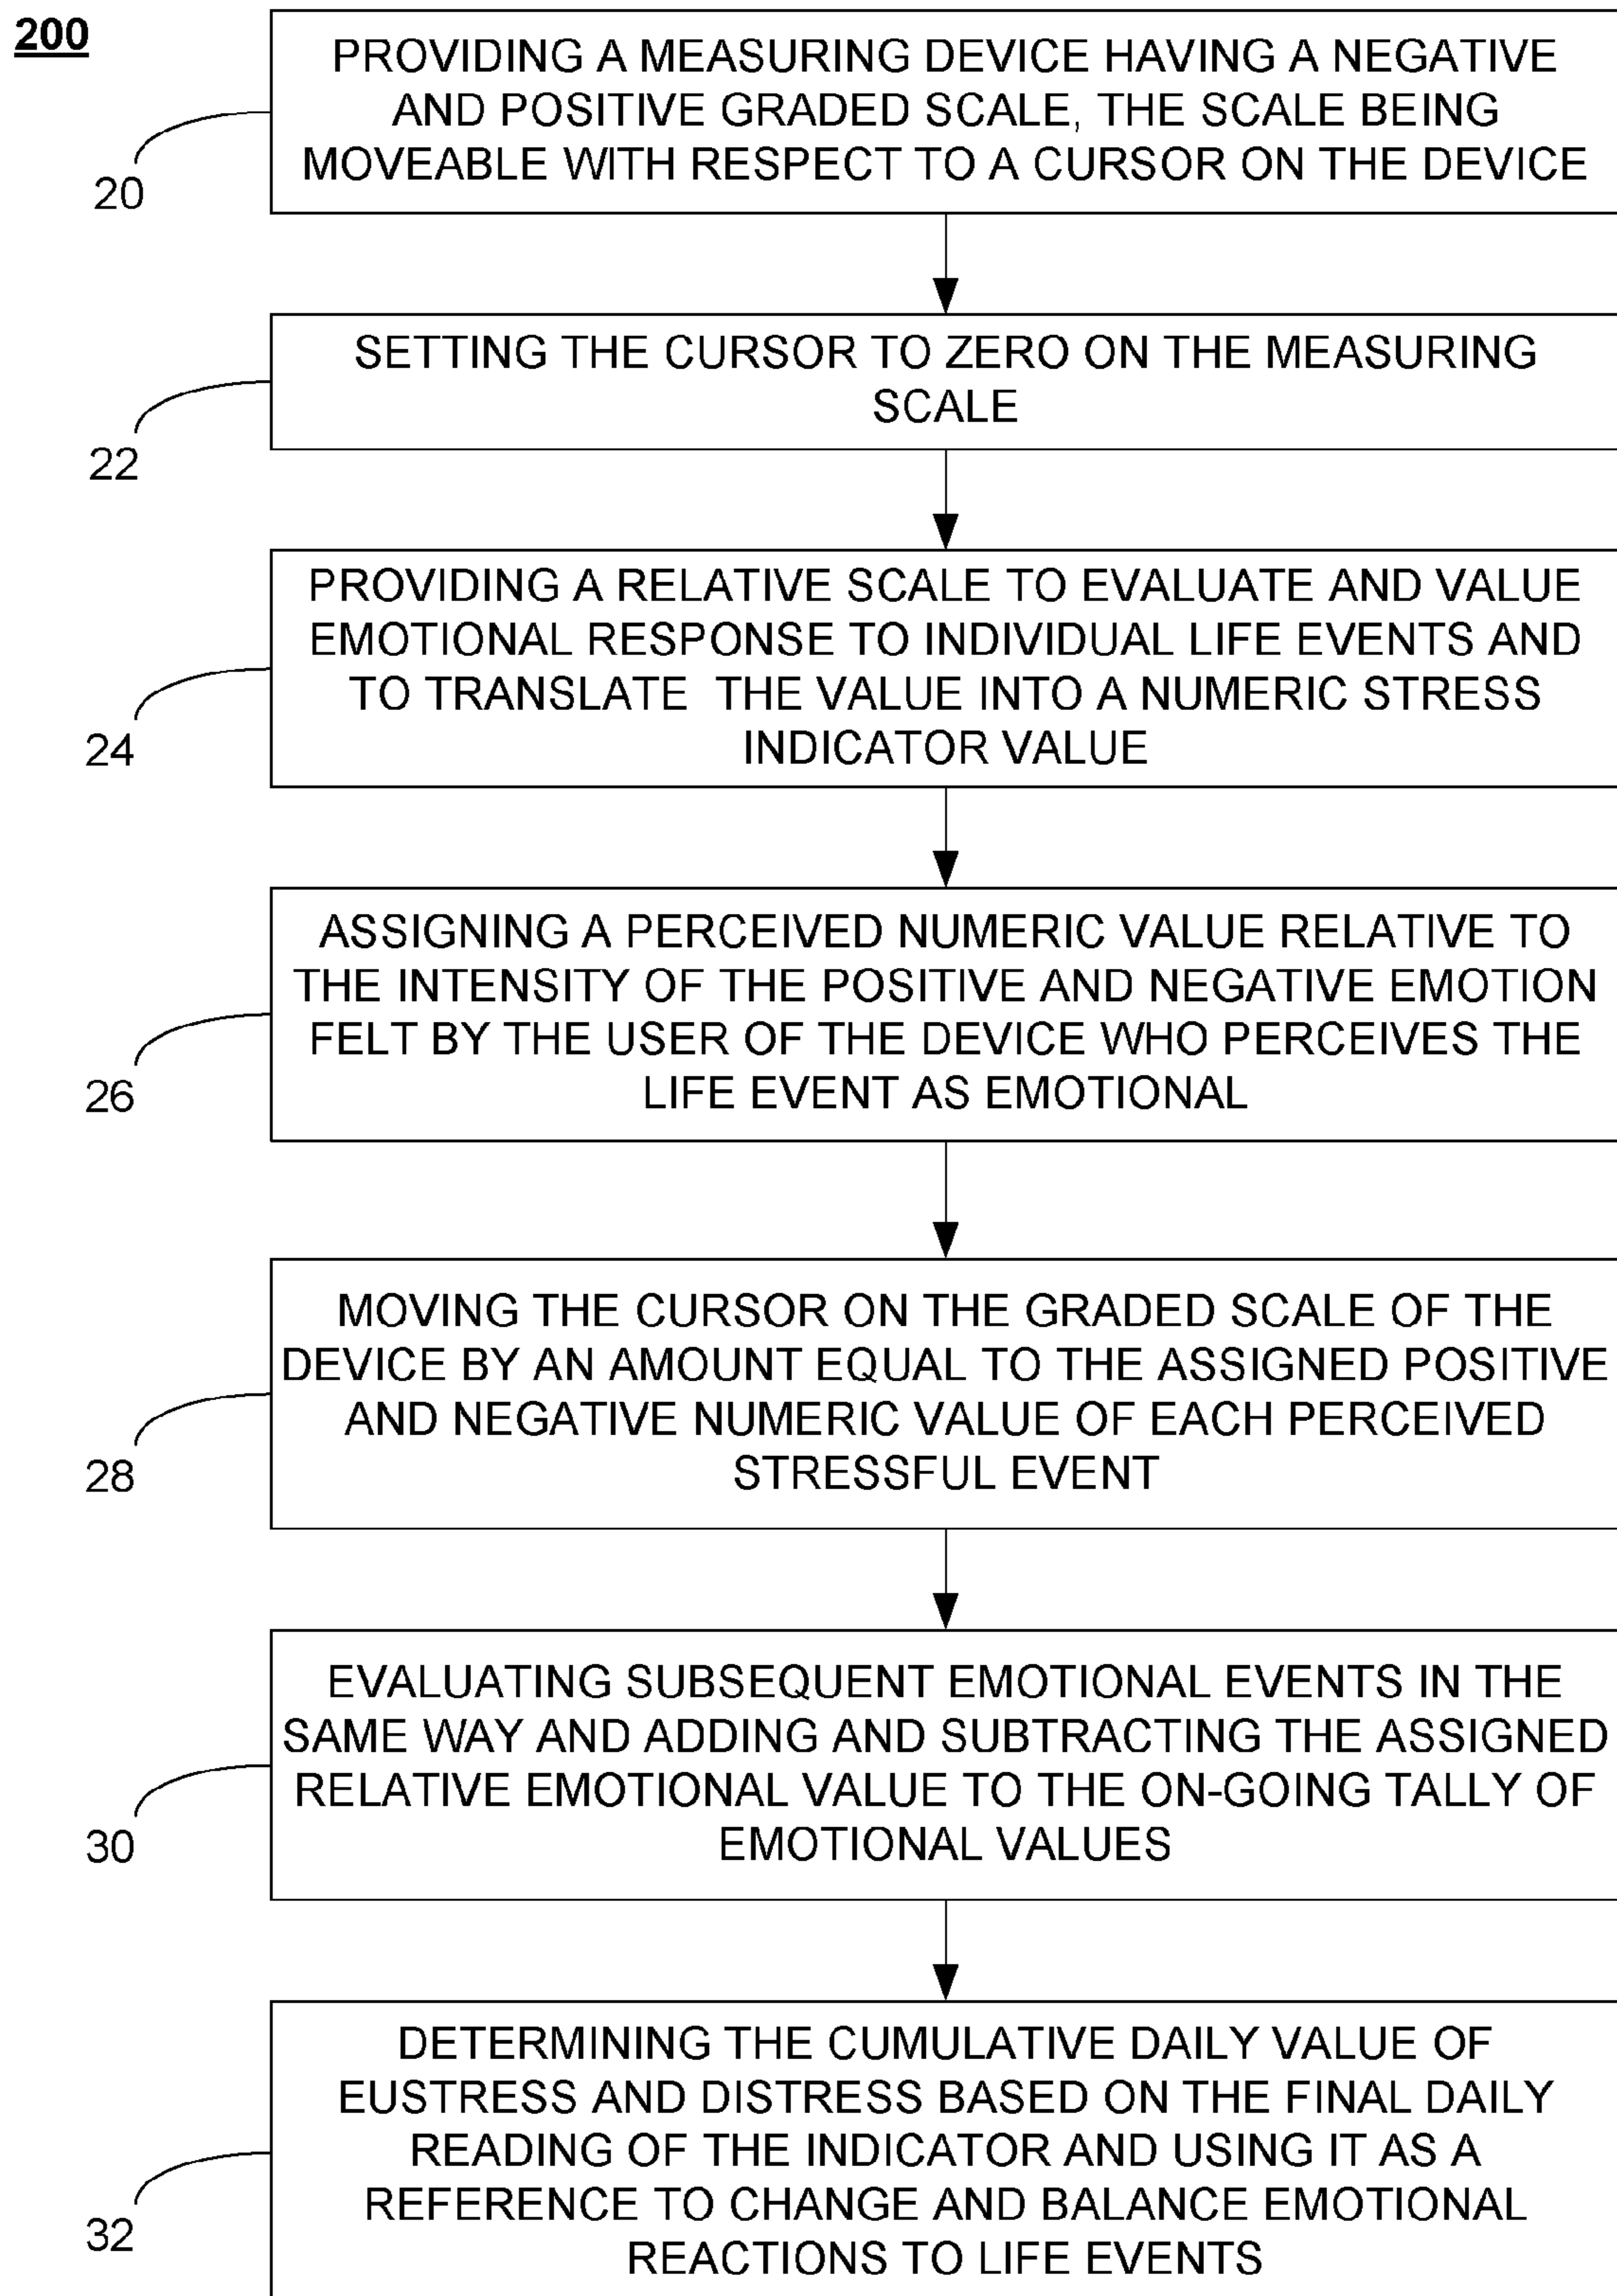 200
PROVIDING A MEASURING DEVICE HAVING A NEGATIVE
AND POSITIVE GRADED SCALE, THE SCALE BEING
MOVEABLE WITH RESPECT TO A CURSOR ON THE DEVICE
20
SETTING THE CURSOR TO ZERO ON THE MEASURING
SCALE
22
PROVIDING A RELATIVE SCALE TO EVALUATE AND VALUE
EMOTIONAL RESPONSE TO INDIVIDUAL LIFE EVENTS AND
TO TRANSLATE THE VALUE INTO A NUMERIC STRESS
INDICATOR VALUE
24
ASSIGNING A PERCEIVED NUMERIC VALUE RELATIVE TO
THE INTENSITY OF THE POSITIVE AND NEGATIVE EMOTION
FELT BY THE USER OF THE DEVICE WHO PERCEIVES THE
LIFE EVENT AS EMOTIONAL
26
MOVING THE CURSOR ON THE GRADED SCALE OF THE
DEVICE BY AN AMOUNT EQUAL TO THE ASSIGNED POSITIVE
AND NEGATIVE NUMERIC VALUE OF EACH PERCEIVED
STRESSFUL EVENT
28
EVALUATING SUBSEQUENT EMOTIONAL EVENTS IN THE
SAME WAY AND ADDING AND SUBTRACTING THE ASSIGNED
RELATIVE EMOTIONAL VALUE TO THE ON-GOING TALLY OF
EMOTIONAL VALUES
30
DETERMINING THE CUMULATIVE DAILY VALUE OF
EUSTRESS AND DISTRESS BASED ON THE FINAL DAILY
READING OF THE INDICATOR AND USING IT AS A
REFERENCE TO CHANGE AND BALANCE EMOTIONAL
REACTIONS TO LIFE EVENTS
32